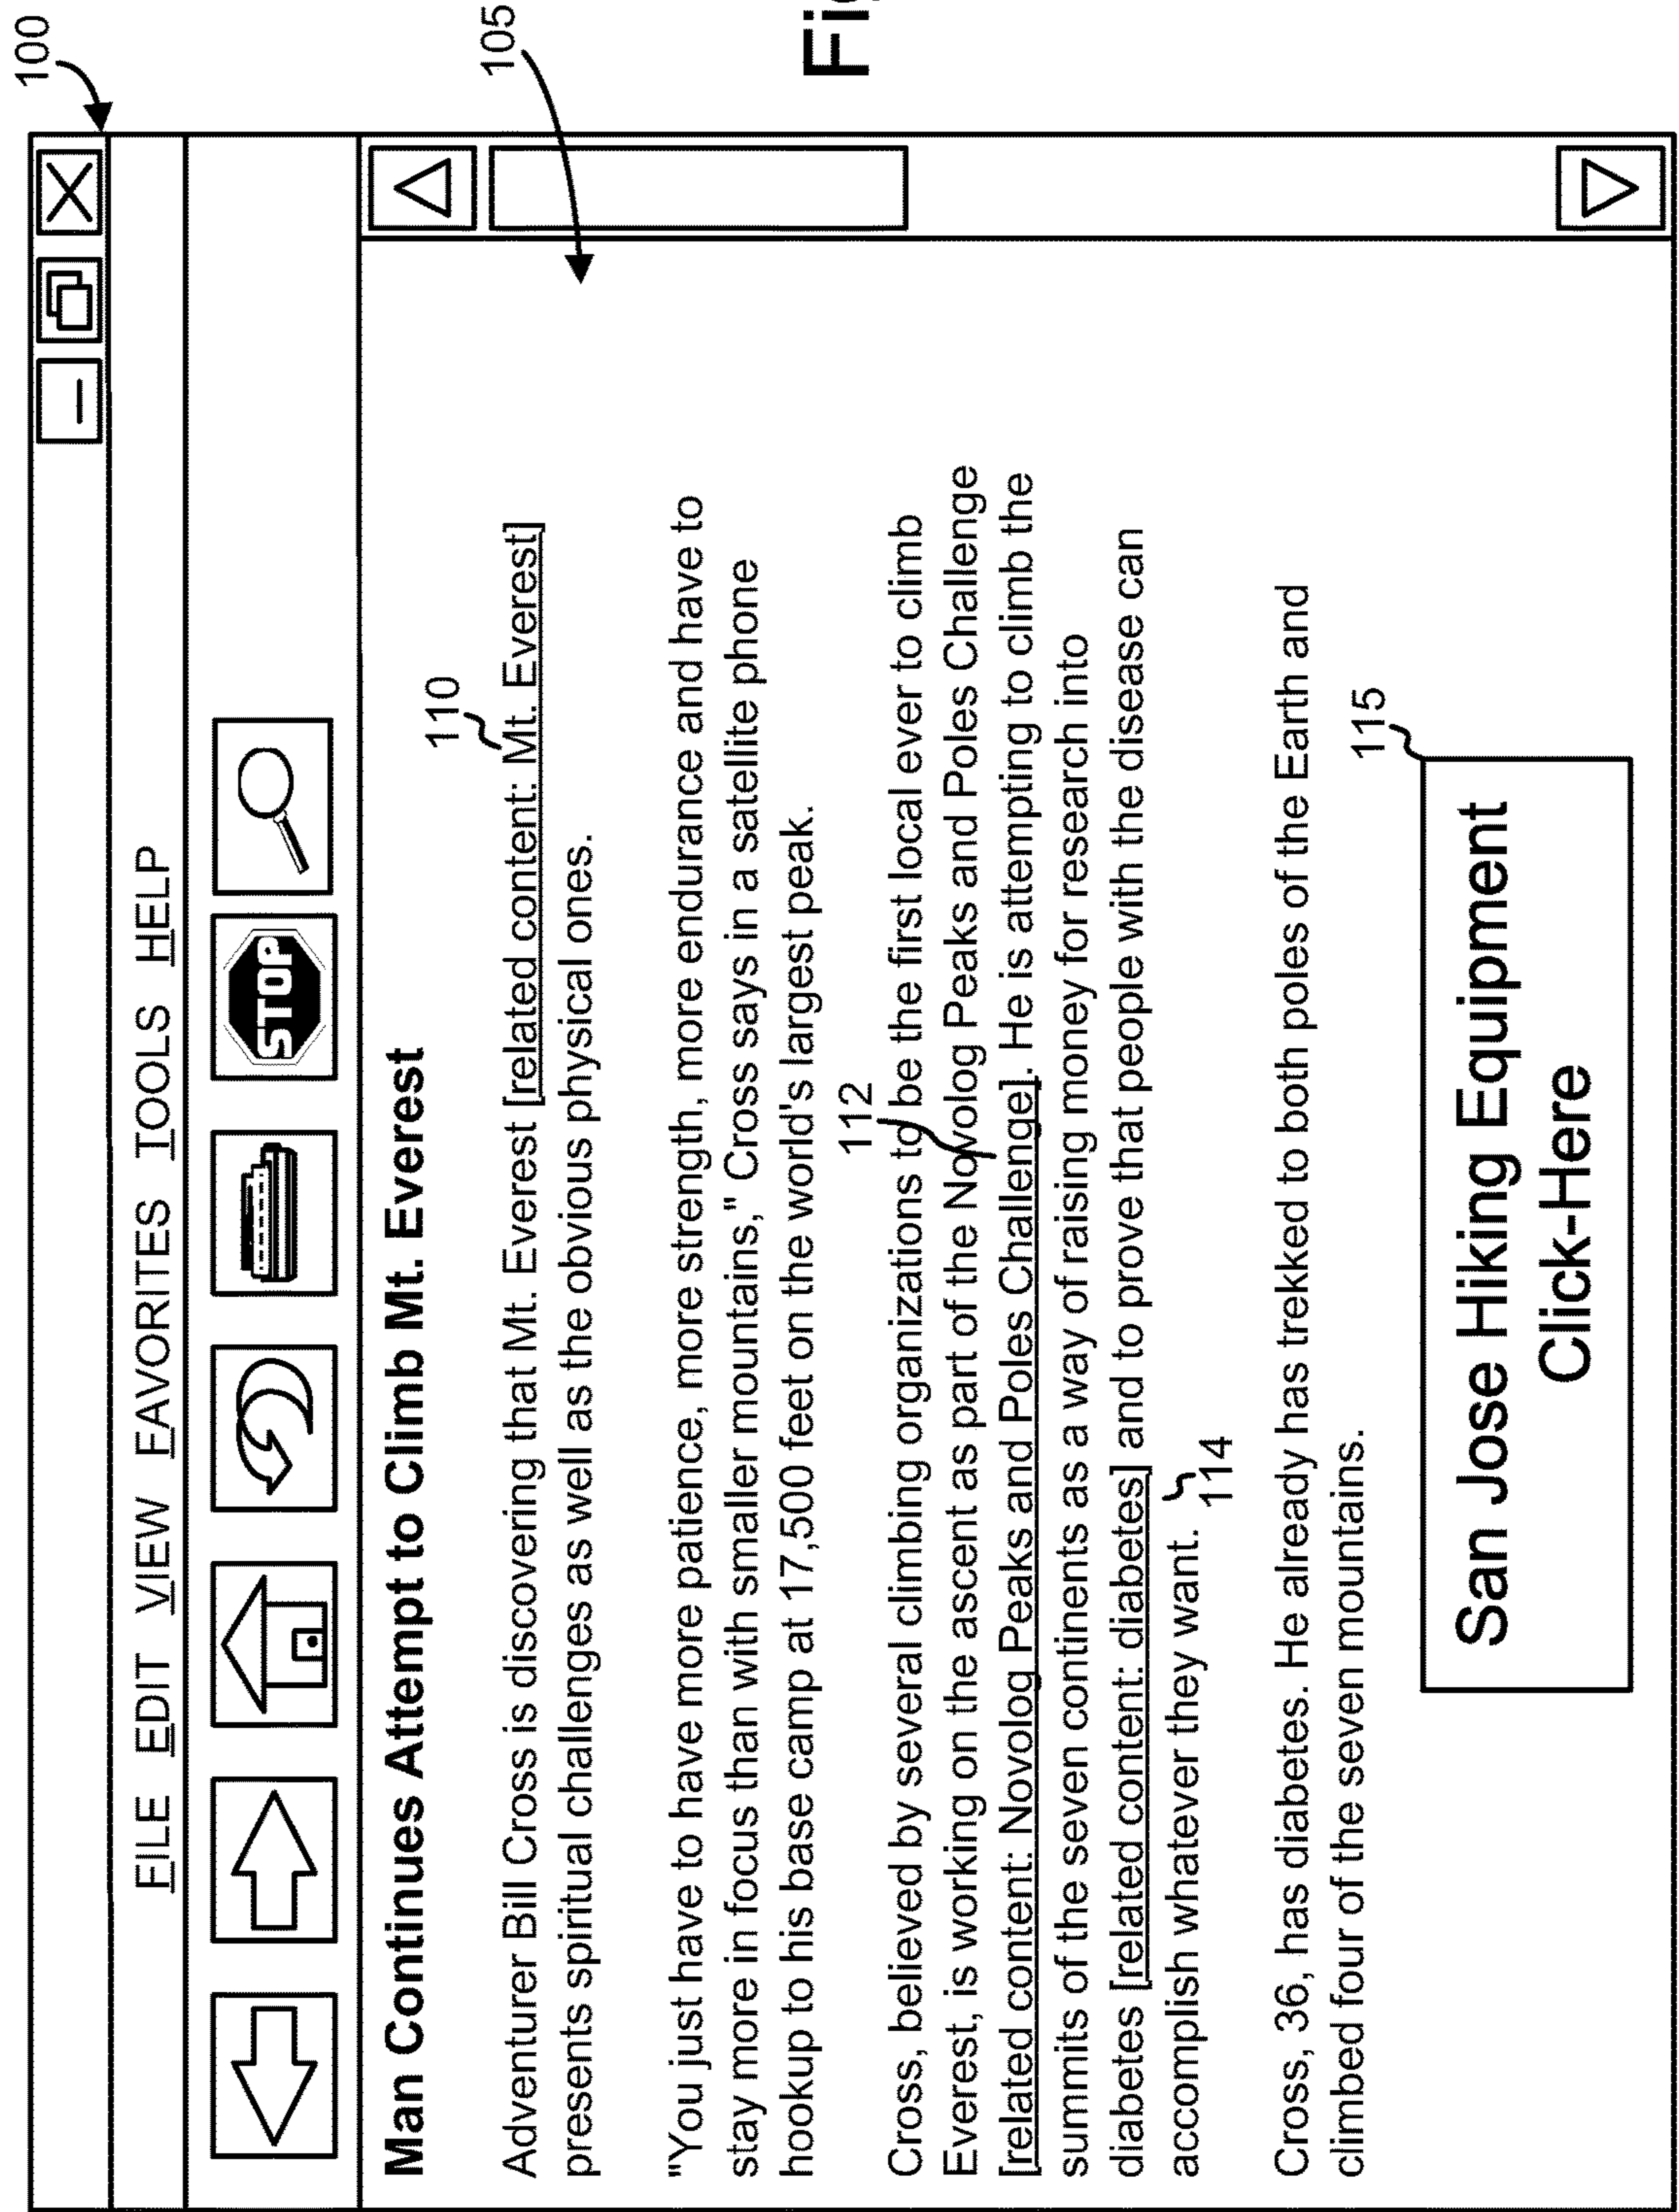 100
FILE EDIT VIEW FAVORITES TOOLS HELP
STOP
105
Man Continues Attempt to Climb Mt. Everest
110
Adventurer Bill Cross is discovering that Mt. Everest [related content: Mt. Everest]
presents spiritual challenges as well as the obvious physical ones.
"You just have to have more patience, more strength, more endurance and have to
stay more in focus than with smaller mountains," Cross says in a satellite phone
hookup to his base camp at 17,500 feet on the world's largest peak.
112
Cross, believed by several climbing organizations to be the first local ever to climb
Everest, is working on the ascent as part of the Novolog Peaks and Poles Challenge
[related content: Novolog Peaks and Poles Challenge]. He is attempting to climb the
summits of the seven continents as a way of raising money for research into
diabetes [related content: diabetes] and to prove that people with the disease can
accomplish whatever they want.
114
Cross, 36, has diabetes. He already has trekked to both poles of the Earth and
climbed four of the seven mountains.
115
San Jose Hiking Equipment
Click-Here